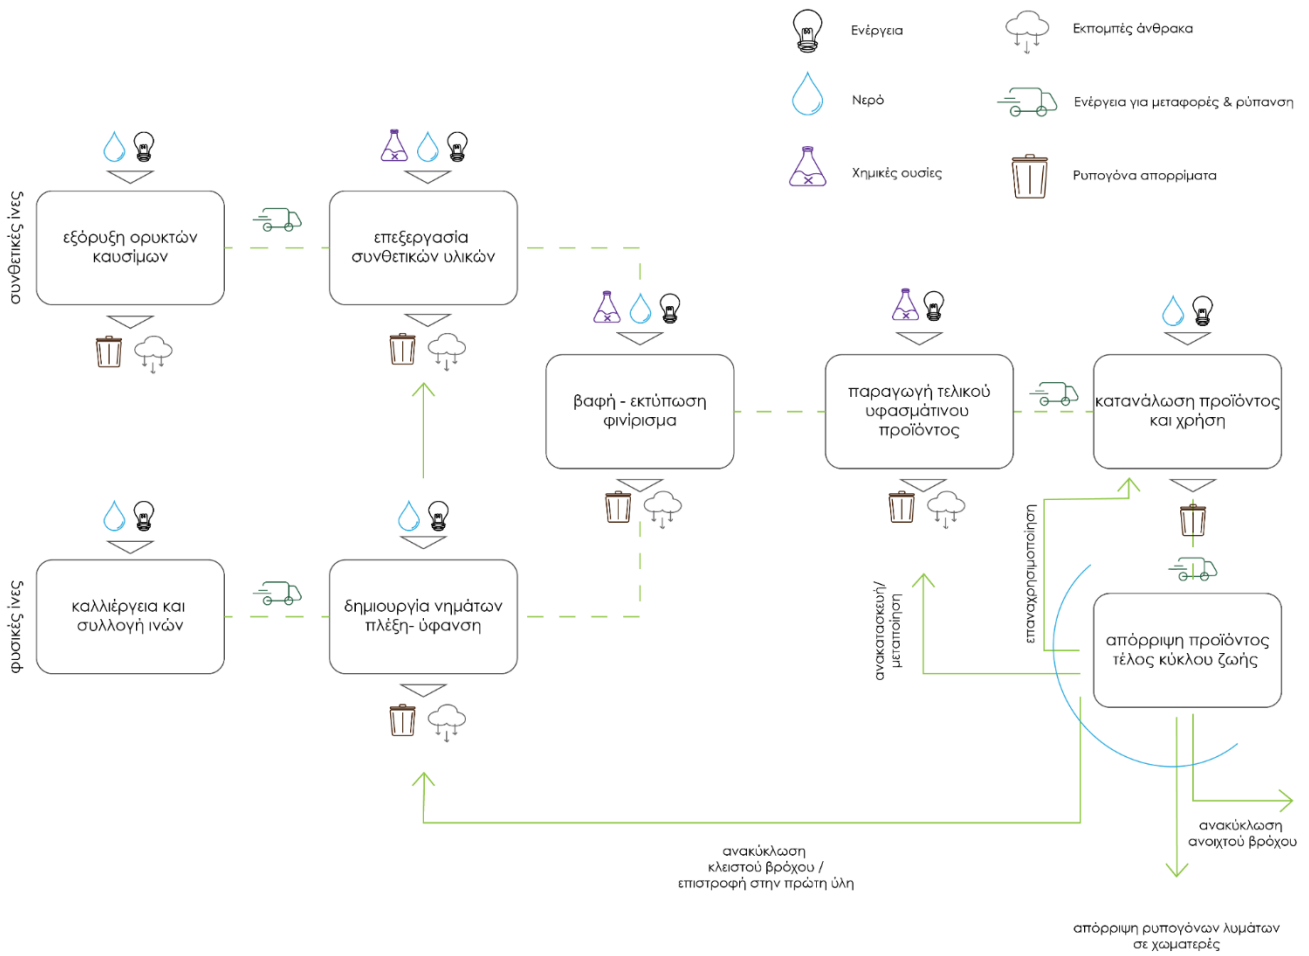 Ενέργεια
Εκπομπές άνθρακα
Νερό
Ενέργεια για μεταφορές & ρύπανση
Χημικές ουσίες
Ρυπογόνα απορρίματα
συνθετικές ίνες
εξόρυξη ορυκτών
καυσίμων
επεξεργασία
συνθετικών υλικών
βαφή - εκτύπωση
φινίρισμα
παραγωγή τελικού
υφασμάτινου
προϊόντος
κατανάλωση προϊόντος
και χρήση
φυσικές ίνες
καλλιέργεια και
συλλογή ινών
δημιουργία νημάτων
πλέξη- ύφανση
ανακατασκευή/
μεταποίηση
επαναχρησιμοποίηση
απόρριψη προϊόντος
τέλος κύκλου ζωής
ανακύκλωση
ανοιχτού βρόχου
ανακύκλωση
κλειστού βρόχου /
επιστροφή στην πρώτη ύλη
απόρριψη ρυπογόνων λυμάτων
σε χωματερές